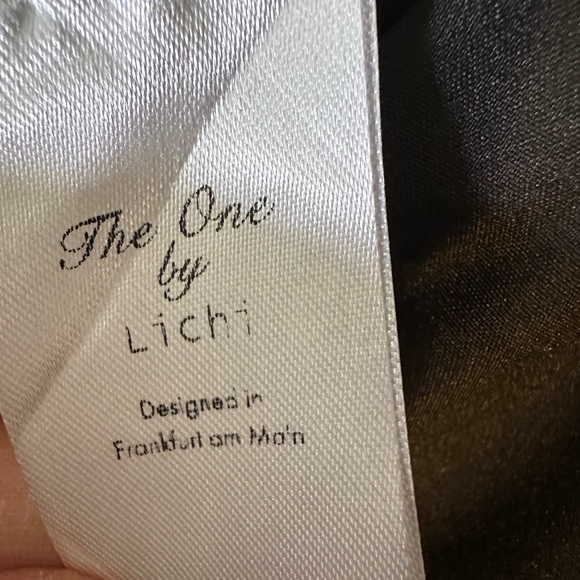 The One
by
Lichi
Designed in
Frankfurt am Main